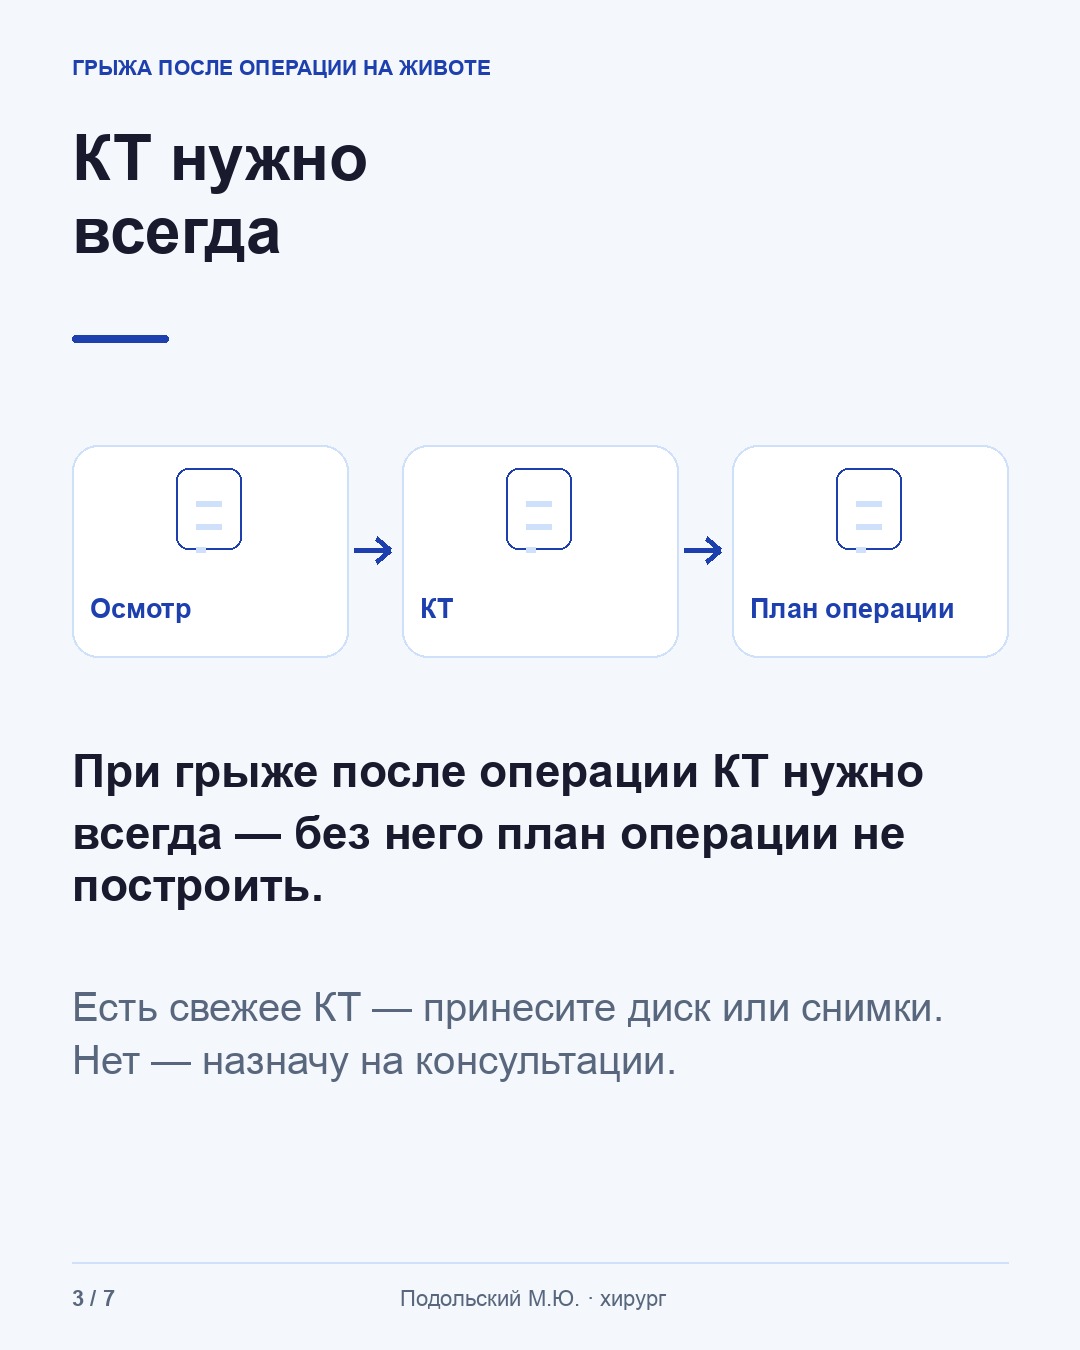 ГРЫЖА ПОСЛЕ ОПЕРАЦИИ НА ЖИВОТЕ
КТ нужно
всегда
Осмотр
КТ
План операции
При грыже после операции КТ нужно
всегда — без него план операции не
построить.
Есть свежее КТ — принесите диск или снимки.
Нет — назначу на консультации.
3 / 7
Подольский М.Ю. · хирург